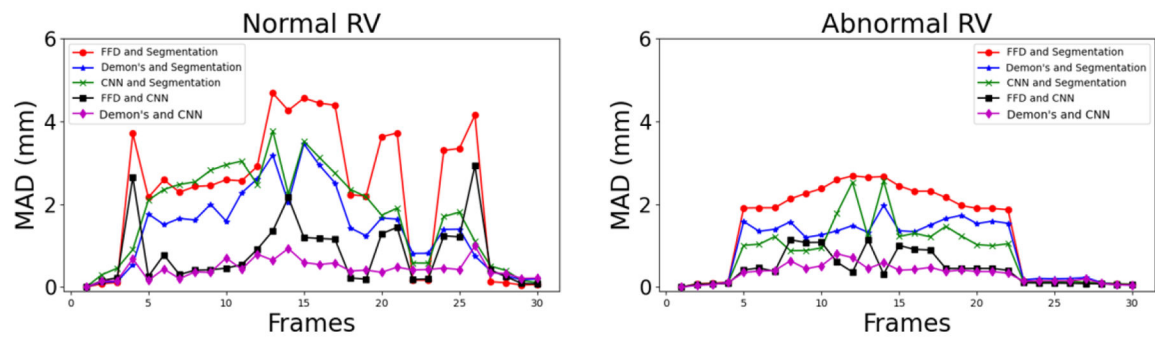 Normal RV
6
4
2
0
MAD (mm)
FFD and Segmentation
Demon's and Segmentation
CNN and Segmentation
FFD and CNN
Demon's and CNN
0 5 10 15 20 25 30
Frames
Abnormal RV
6
4
2
0
MAD (mm)
FFD and Segmentation
Demon's and Segmentation
CNN and Segmentation
FFD and CNN
Demon's and CNN
0 5 10 15 20 25 30
Frames